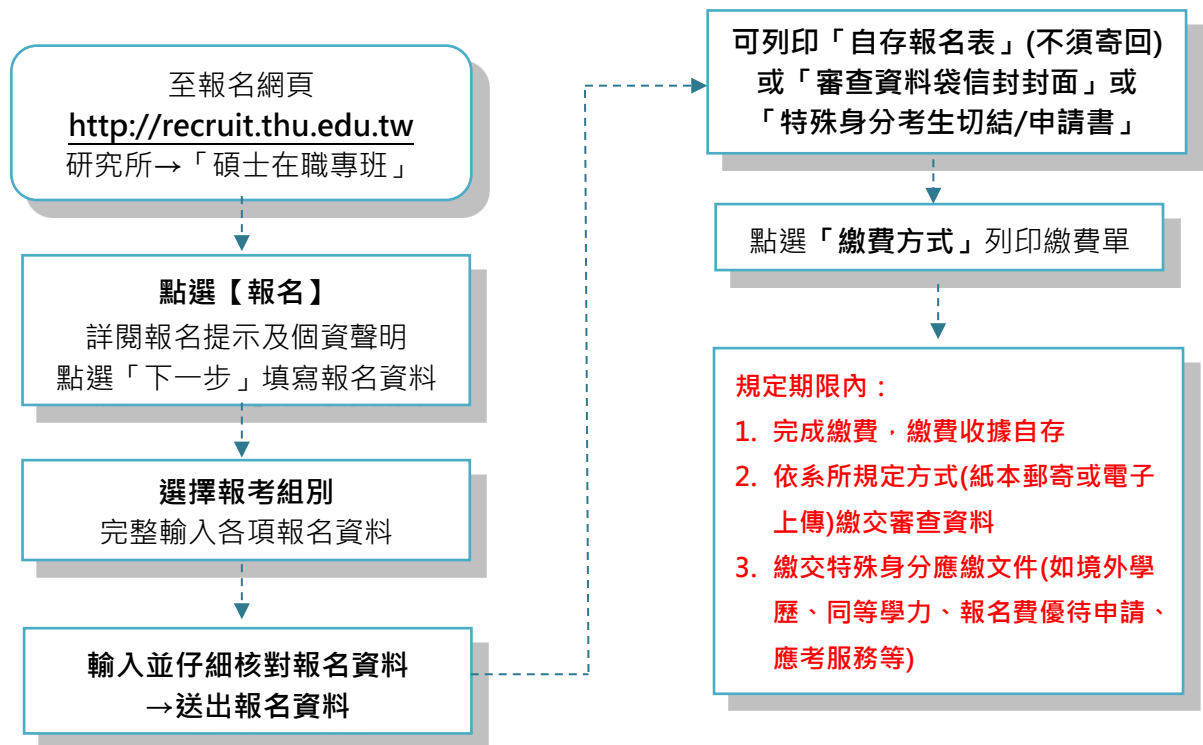 至報名網頁
http://recruit.thu.edu.tw
研究所→「碩士在職專班」
點選【報名】
詳閱報名提示及個資聲明
點選「下一步」填寫報名資料
選擇報考組別
完整輸入各項報名資料
輸入並仔細核對報名資料
→送出報名資料
可列印「自存報名表」(不須寄回)
或「審查資料袋信封封面」或
「特殊身分考生切結/申請書」
點選「繳費方式」列印繳費單
規定期限內：
1. 完成繳費，繳費收據自存
2. 依系所規定方式(紙本郵寄或電子
上傳)繳交審查資料
3. 繳交特殊身分應繳文件(如境外學
歷、同等學力、報名費優待申請、
應考服務等)